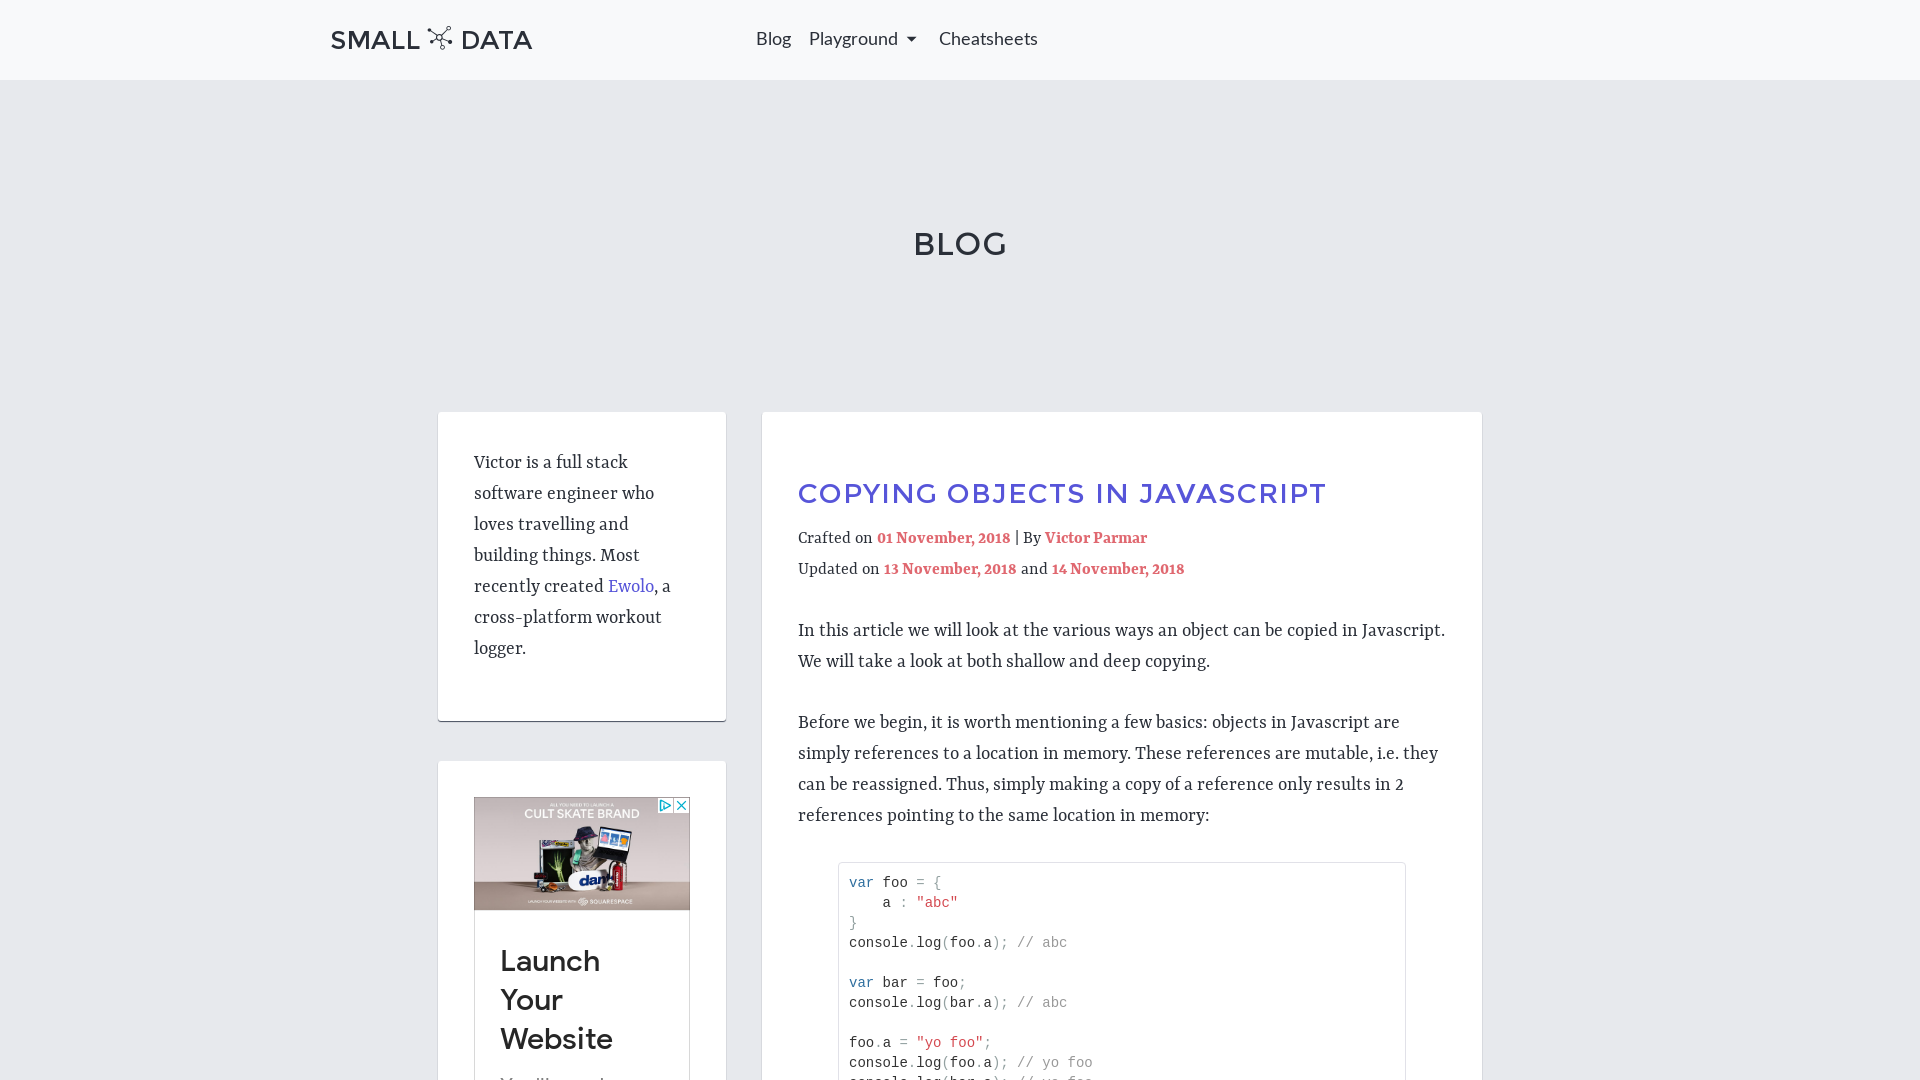 SMALL DATA
Blog Playground Cheatsheets
BLOG
Victor is a full stack
software engineer who
loves travelling and
building things. Most
recently created Ewolo, a
cross-platform workout
logger.
CULT SKATE BRAND
dank
SQUARESPACE
Launch
Your
Website
COPYING OBJECTS IN JAVASCRIPT
Crafted on 01 November, 2018 | By Victor Parmar
Updated on 13 November, 2018 and 14 November, 2018
In this article we will look at the various ways an object can be copied in Javascript.
We will take a look at both shallow and deep copying.
Before we begin, it is worth mentioning a few basics: objects in Javascript are
simply references to a location in memory. These references are mutable, i.e. they
can be reassigned. Thus, simply making a copy of a reference only results in 2
references pointing to the same location in memory:
var foo = {
    a : "abc"
}
console.log(foo.a); // abc
var bar = foo;
console.log(bar.a); // abc
foo.a = "yo foo";
console.log(foo.a); // yo foo